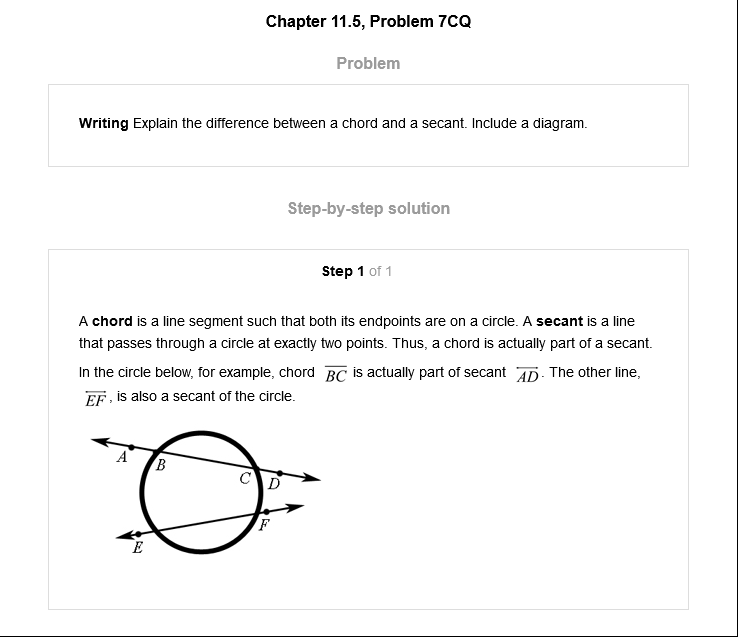 Chapter 11.5, Problem 7CQ
Problem
Writing Explain the difference between a chord and a secant. Include a diagram.
Step-by-step solution
Step 1 of 1
A chord is a line segment such that both its endpoints are on a circle. A secant is a line
that passes through a circle at exactly two points. Thus, a chord is actually part of a secant.
In the circle below, for example, chord BC is actually part of secant AD. The other line,
EF, is also a secant of the circle.
A
B
C
D
F
E